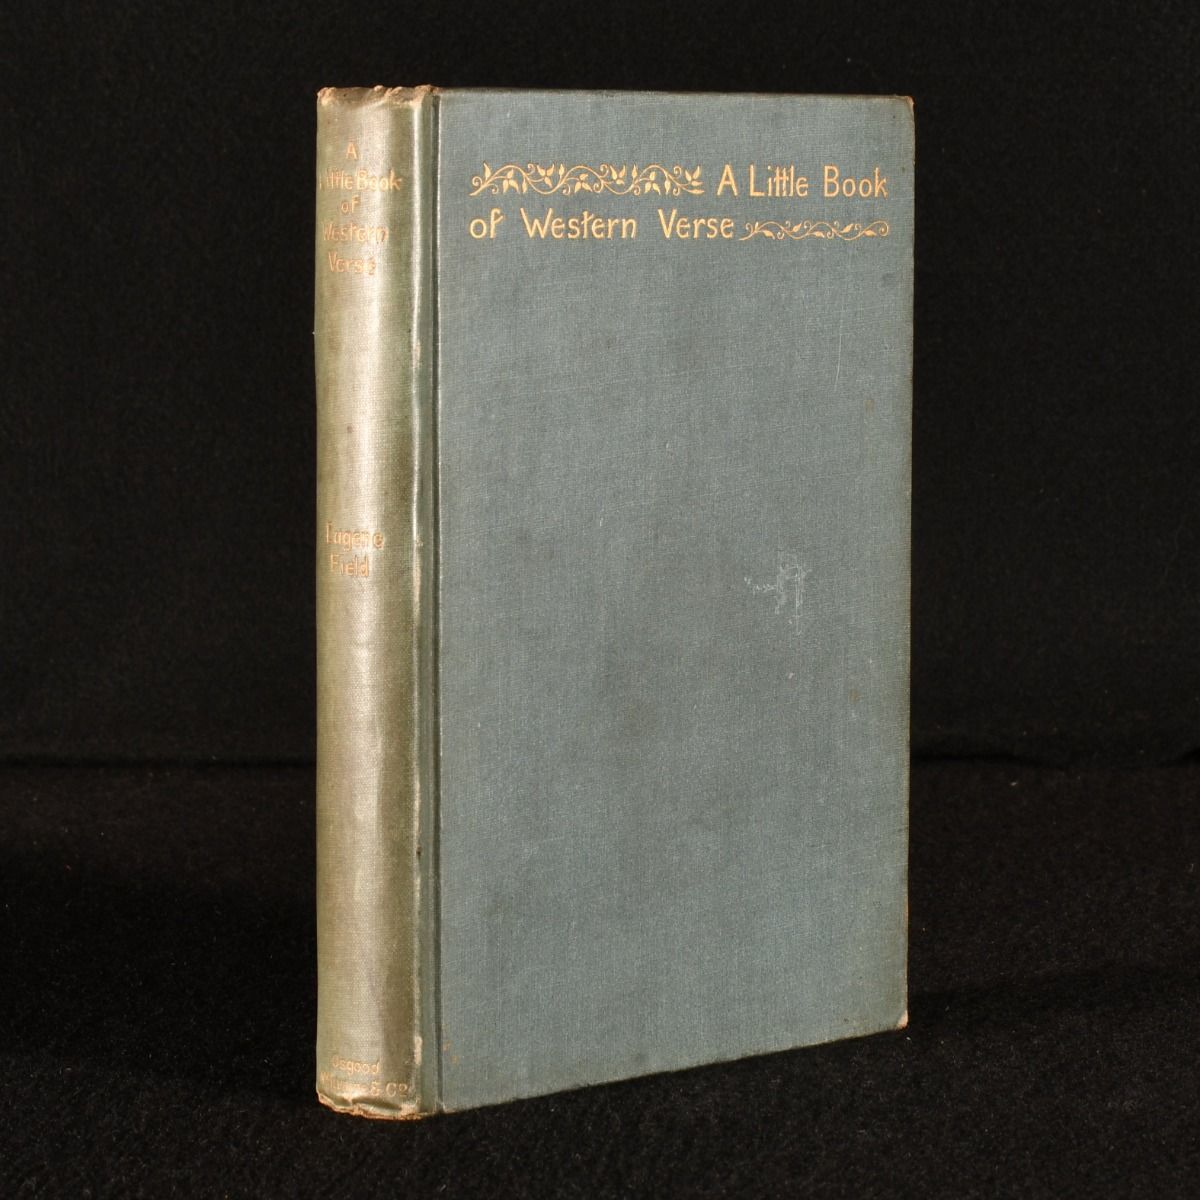 A
Little Book
of
Western
Verse
Eugene
Field
Osgood
& Co
A Little Book
of Western Verse